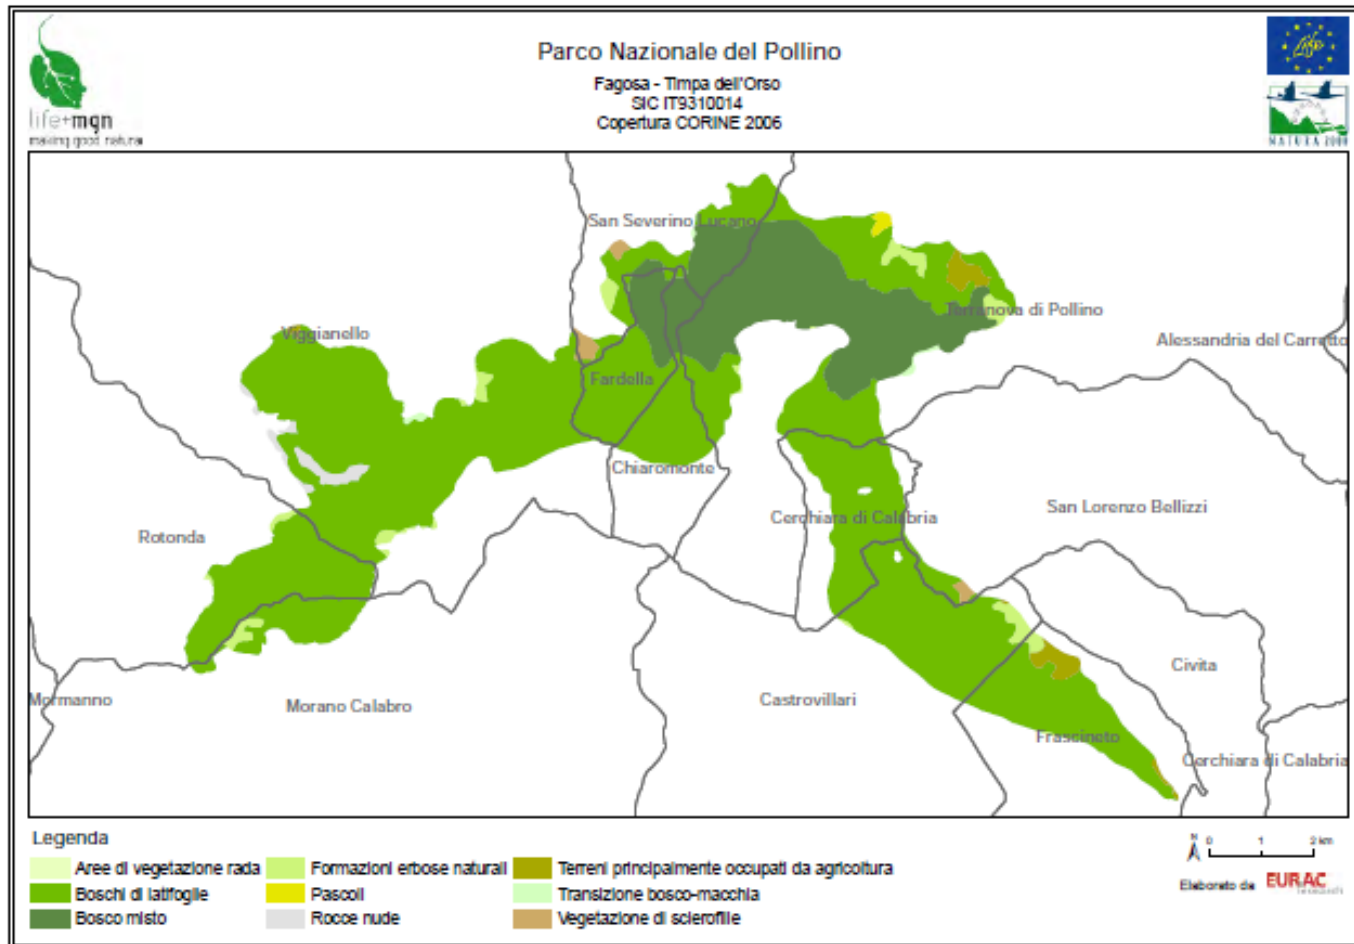 Parco Nazionale del Pollino
Fagosa - Timpa dell'Orso
SIC IT9310014
Copertura CORINE 2006
life+mgn
making good natura
Life
NATURA 2000
San Severino Lucano
Viggianello
Terranova di Pollino
Alessandria del Carretto
Fardella
Chiaromonte
Cerchiara di Calabria
San Lorenzo Bellizzi
Rotonda
Civita
Mormanno
Morano Calabro
Castrovillari
Frascineto
Cerchiara di Calabria
Legenda
Aree di vegetazione rada
Formazioni erbose naturali
Terreni principalmente occupati da agricoltura
Boschi di latifoglie
Pascoli
Transizione bosco-macchia
Bosco misto
Rocce nude
Vegetazione di sclerofille
N
0 1 2 km
Elaborato da EURAC